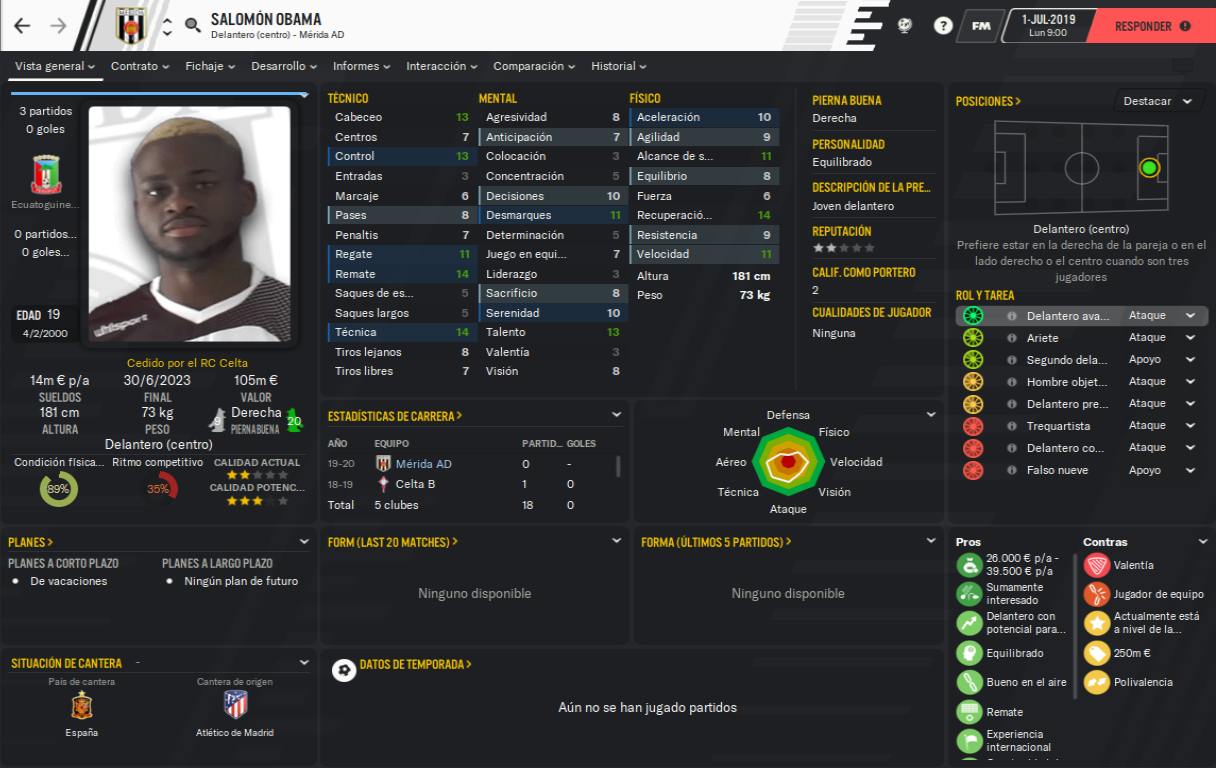 SALOMÓN OBAMA
Delantero (centro) - Mérida AD
?
FM
1-JUL-2019
Lun 9:00
RESPONDER
Vista general
Contrato
Fichaje
Desarrollo
Informes
Interacción
Comparación
Historial
3 partidos
0 goles
Ecuatoguine...
0 partidos...
0 goles...
EDAD 19
4/2/2000
uhlsport
Cedido por el RC Celta
14m € p/a
SUELDOS
30/6/2023
FINAL
105m €
VALOR
181 cm
ALTURA
73 kg
PESO
9
Derecha
PIERNA BUENA
20
Delantero (centro)
Condición física...
89%
Ritmo competitivo
35%
CALIDAD ACTUAL
CALIDAD POTENC...
TÉCNICO
Cabeceo 13
Centros 7
Control 13
Entradas 3
Marcaje 6
Pases 8
Penaltis 7
Regate 11
Remate 14
Saques de es... 5
Saques largos 5
Técnica 14
Tiros lejanos 8
Tiros libres 7
MENTAL
Agresividad 8
Anticipación 7
Colocación 3
Concentración 5
Decisiones 10
Desmarques 11
Determinación 5
Juego en equi... 7
Liderazgo 3
Sacrificio 8
Serenidad 10
Talento 13
Valentía 3
Visión 8
FÍSICO
Aceleración 10
Agilidad 9
Alcance de s... 11
Equilibrio 8
Fuerza 6
Recuperació... 14
Resistencia 9
Velocidad 11
Altura 181 cm
Peso 73 kg
PIERNA BUENA
Derecha
PERSONALIDAD
Equilibrado
DESCRIPCIÓN DE LA PRE...
Joven delantero
REPUTACIÓN
CALIF. COMO PORTERO
2
CUALIDADES DE JUGADOR
Ninguna
POSICIONES >
Destacar
Delantero (centro)
Prefiere estar en la derecha de la pareja o en el
lado derecho o el centro cuando son tres
jugadores
ROL Y TAREA
Delantero ava... Ataque
Ariete Ataque
Segundo dela... Apoyo
Hombre objet... Ataque
Delantero pre... Ataque
Trequartista Ataque
Delantero co... Ataque
Falso nueve Apoyo
ESTADÍSTICAS DE CARRERA >
AÑO EQUIPO PARTID... GOLES
19-20 Mérida AD 0 -
18-19 Celta B 1 0
Total 5 clubes 18 0
Defensa
Mental
Físico
Aéreo
Velocidad
Técnica
Visión
Ataque
PLANES >
PLANES A CORTO PLAZO
De vacaciones
PLANES A LARGO PLAZO
Ningún plan de futuro
FORM (LAST 20 MATCHES) >
Ninguno disponible
FORMA (ÚLTIMOS 5 PARTIDOS) >
Ninguno disponible
Pros
26.000 € p/a -
39.500 € p/a
Sumamente
interesado
Delantero con
potencial para...
Equilibrado
Bueno en el aire
Remate
Experiencia
internacional
Contras
Valentía
Jugador de equipo
Actualmente está
a nivel de la...
250m €
Polivalencia
SITUACIÓN DE CANTERA -
País de cantera
España
Cantera de origen
Atlético de Madrid
DATOS DE TEMPORADA >
Aún no se han jugado partidos